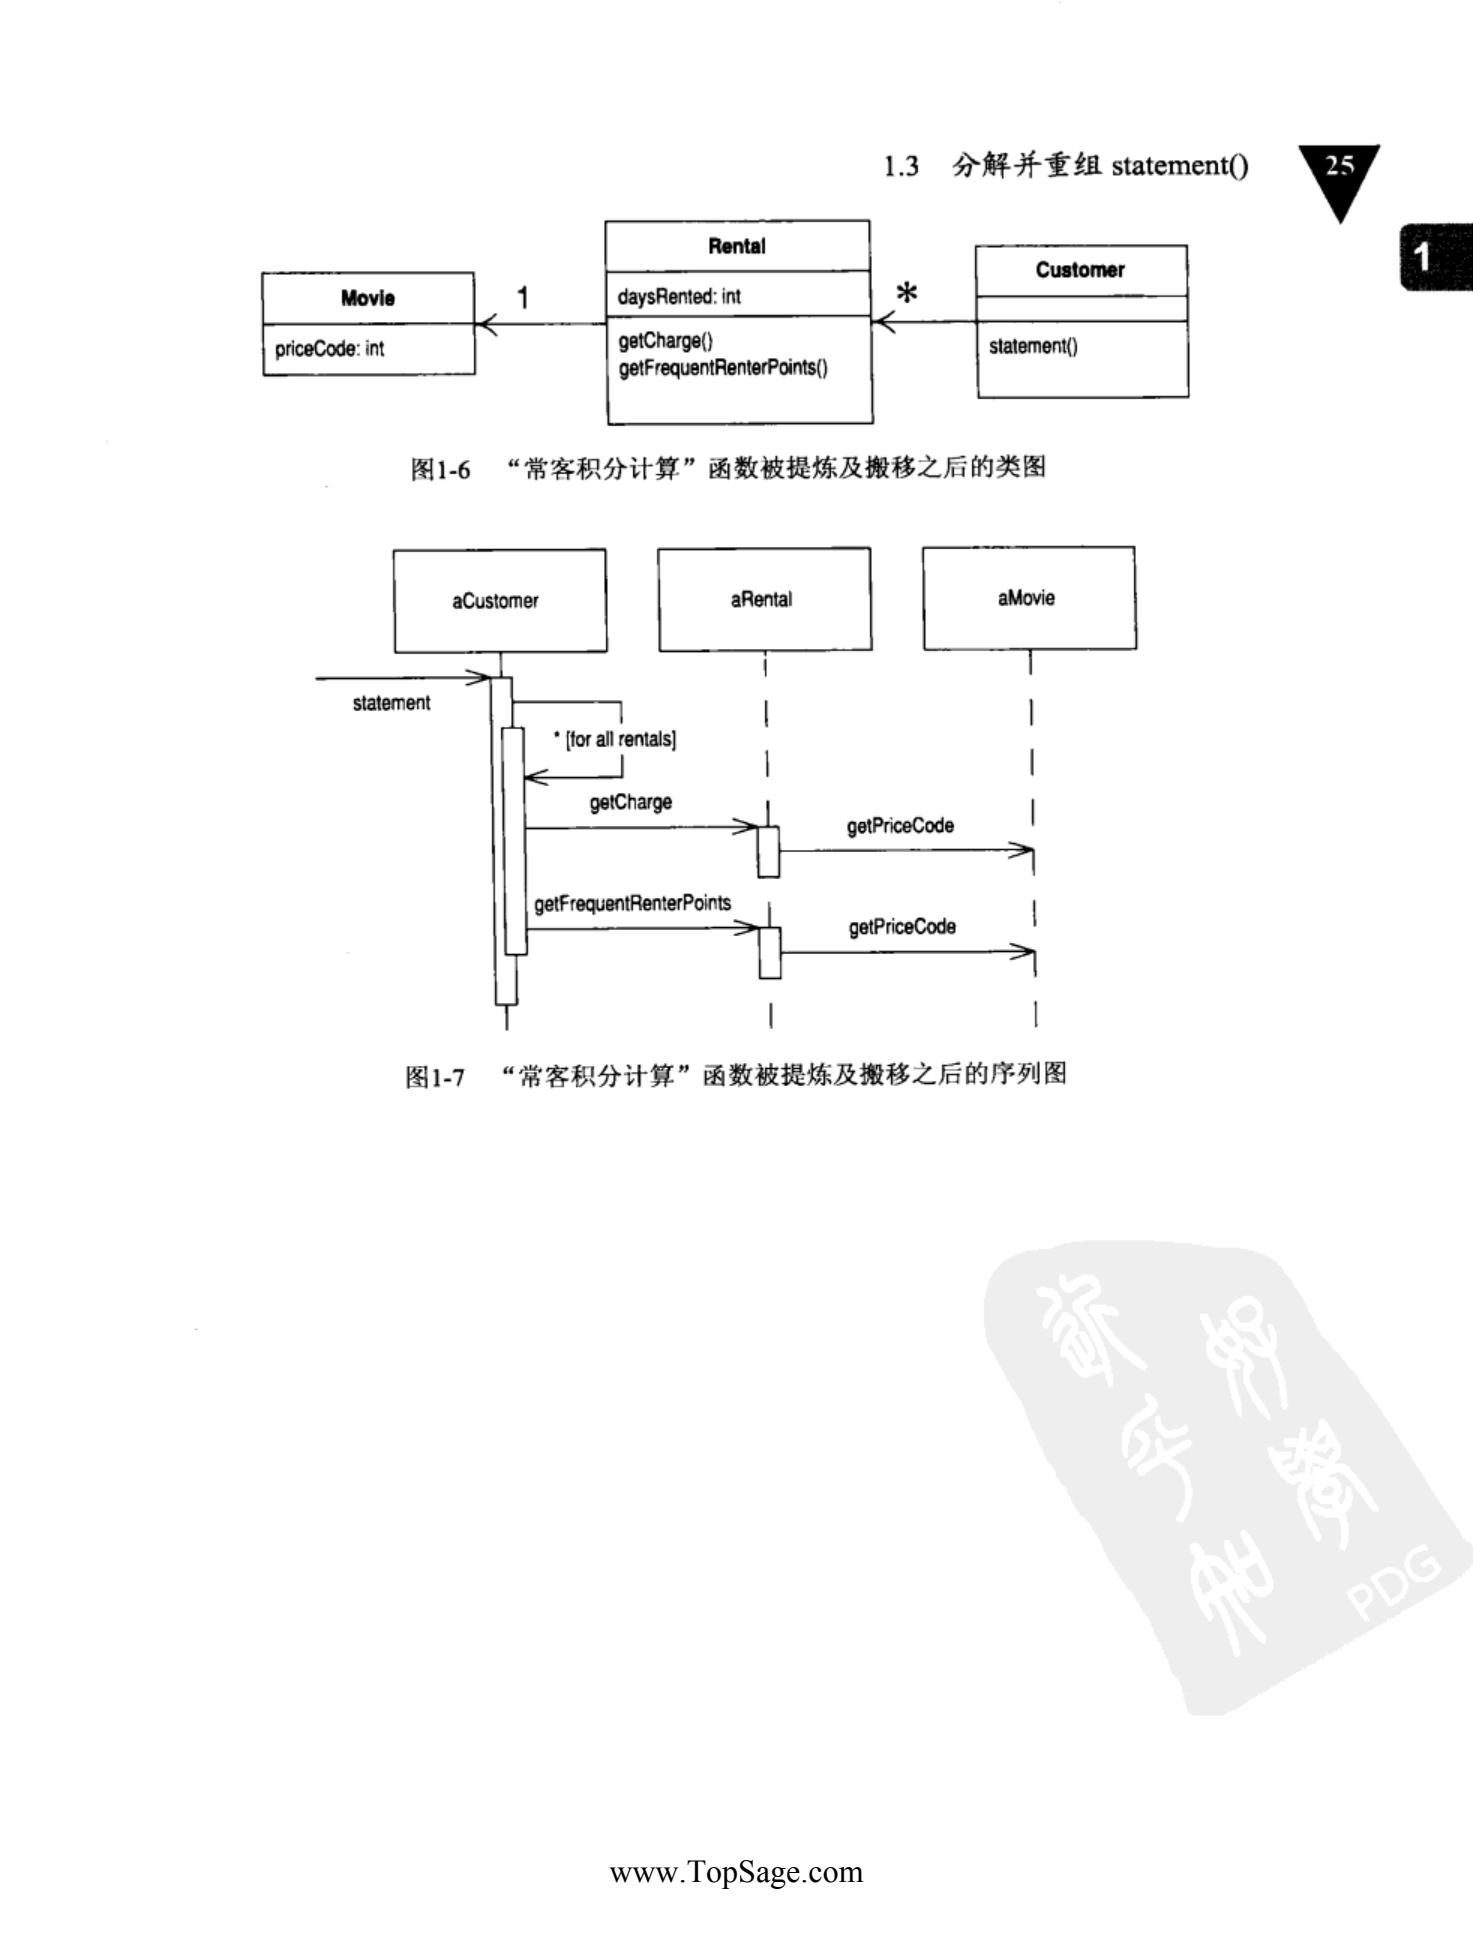 1.3 分解并重组 statement()
25
1
Movie
priceCode: int
1
Rental
daysRented: int
getCharge()
getFrequentRenterPoints()
*
Customer
statement()
图1-6 “常客积分计算”函数被提炼及搬移之后的类图
aCustomer
aRental
aMovie
statement
* [for all rentals]
getCharge
getPriceCode
getFrequentRenterPoints
getPriceCode
图1-7 “常客积分计算”函数被提炼及搬移之后的序列图
PDG
www.TopSage.com